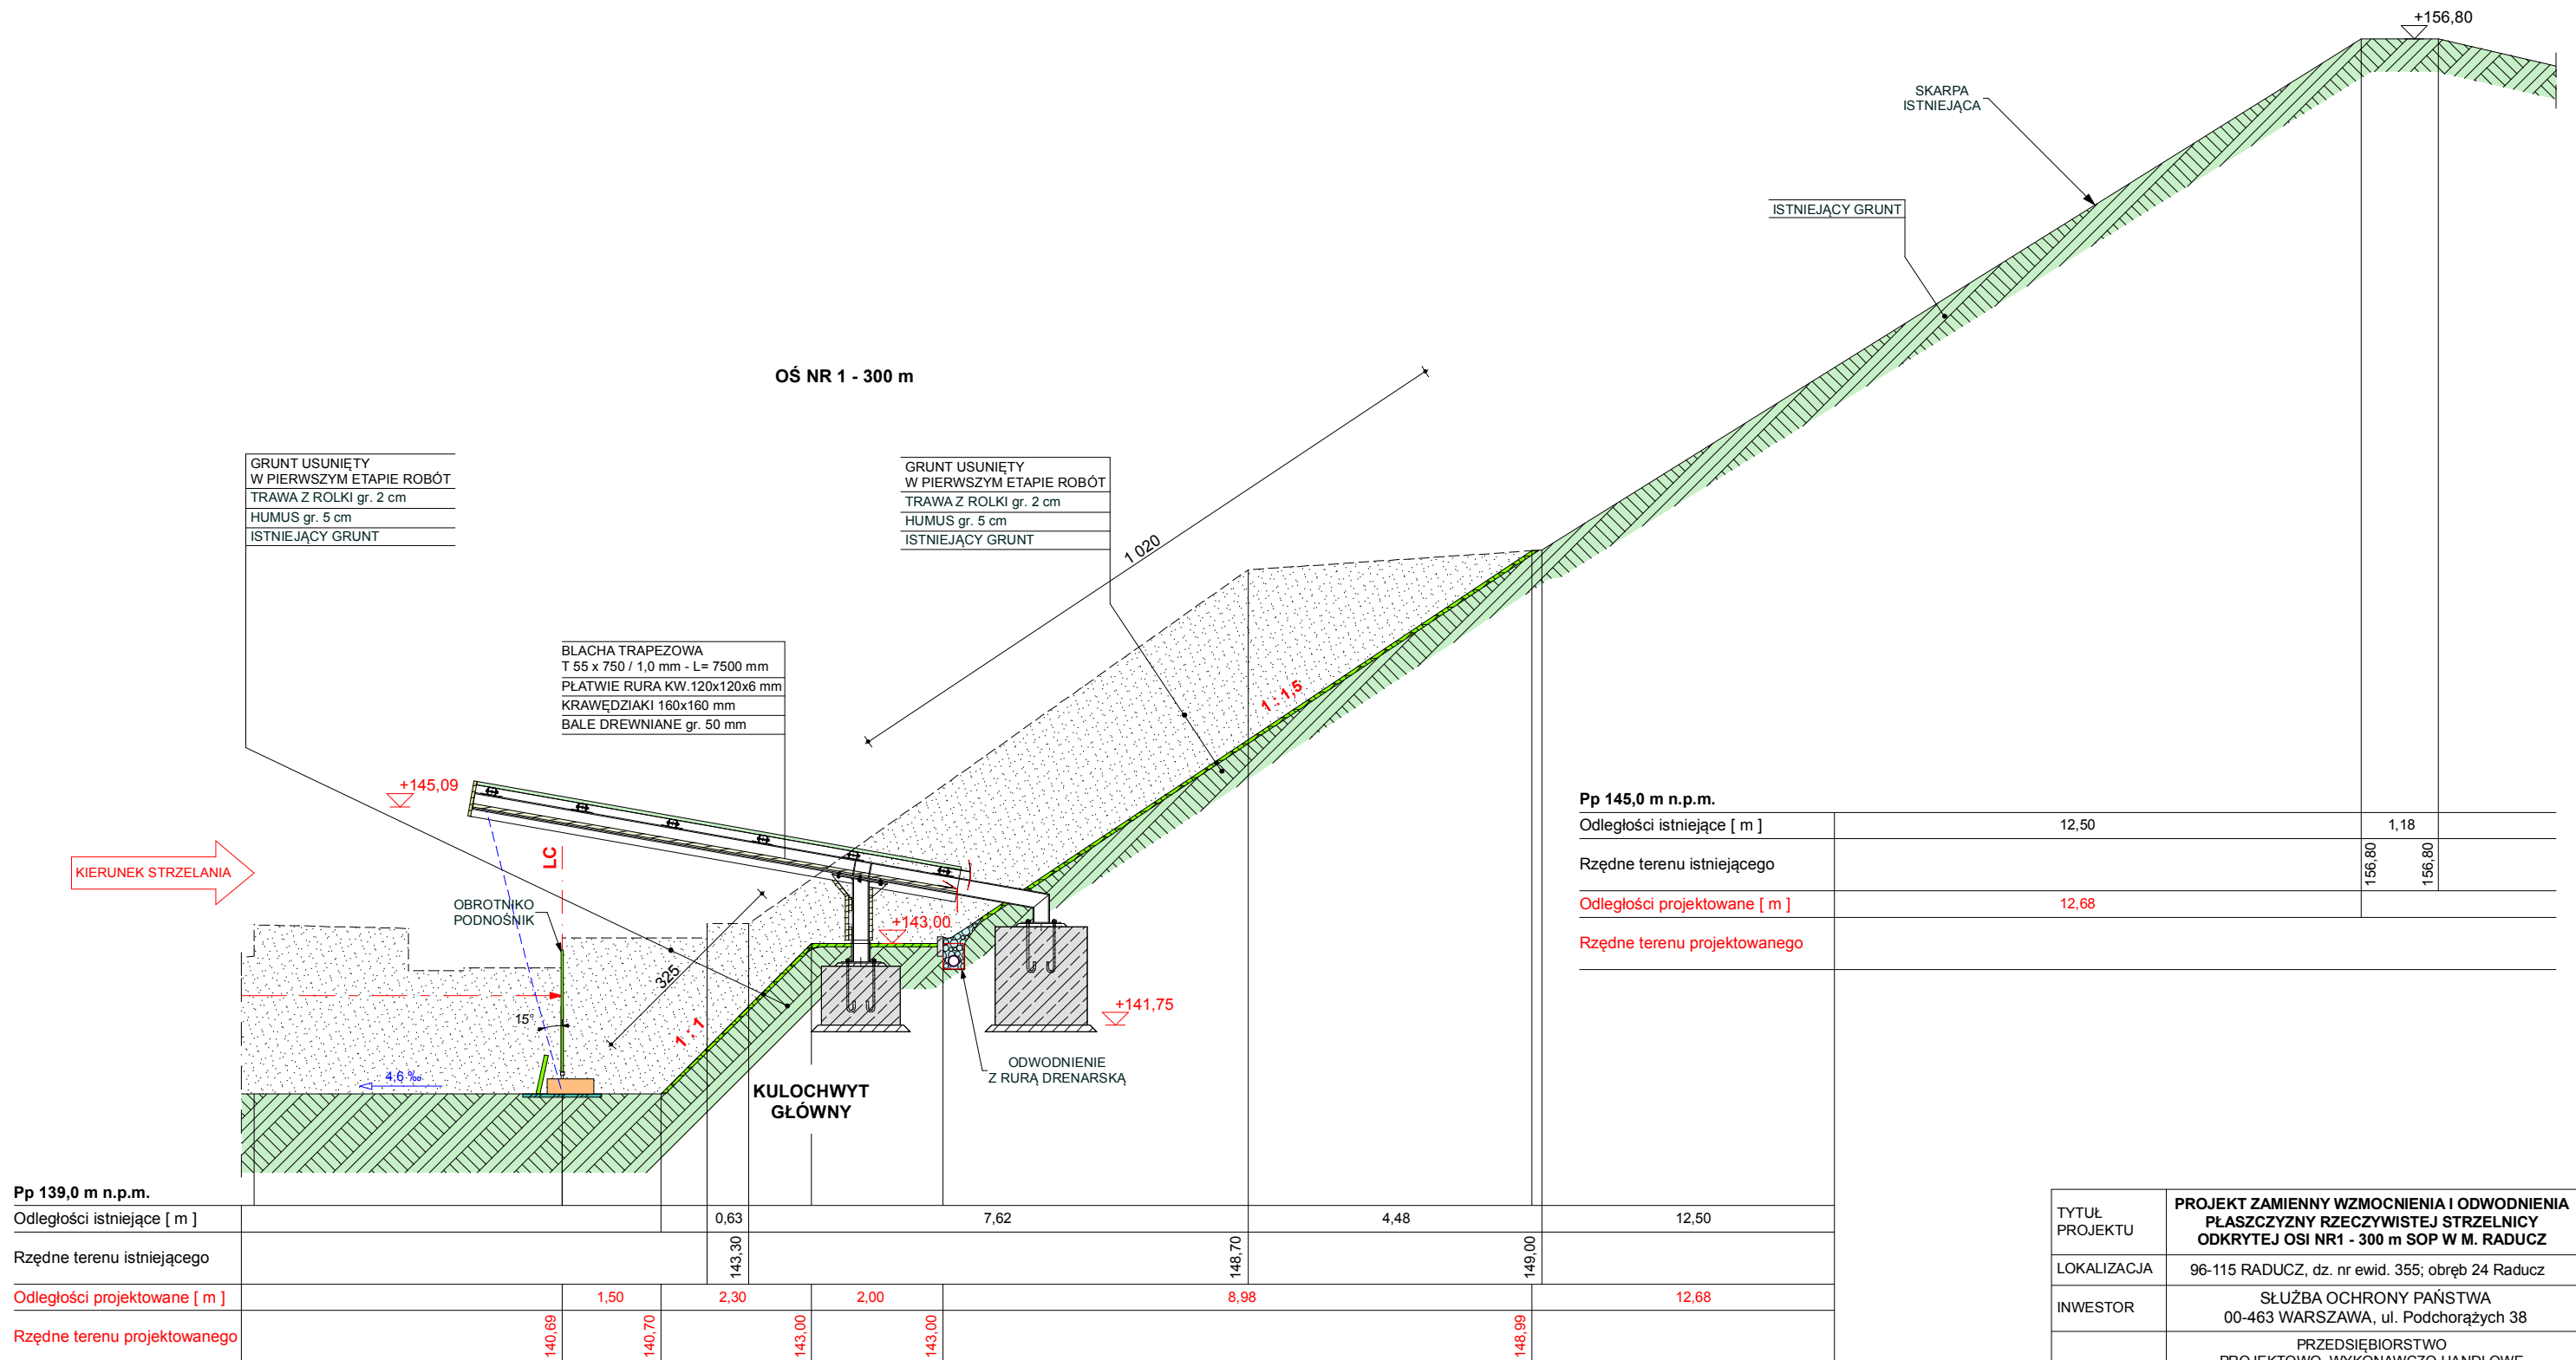 +156,80
SKARPA
ISTNIEJĄCA
ISTNIEJĄCY GRUNT
OŚ NR 1 - 300 m
GRUNT USUNIĘTY
W PIERWSZYM ETAPIE ROBÓT
TRAWA Z ROLKI gr. 2 cm
HUMUS gr. 5 cm
ISTNIEJĄCY GRUNT
GRUNT USUNIĘTY
W PIERWSZYM ETAPIE ROBÓT
TRAWA Z ROLKI gr. 2 cm
HUMUS gr. 5 cm
ISTNIEJĄCY GRUNT
1 020
BLACHA TRAPEZOWA
T 55 x 750 / 1,0 mm - L= 7500 mm
PŁATWIE RURA KW.120x120x6 mm
KRAWĘDZIAKI 160x160 mm
BALE DREWNIANE gr. 50 mm
1 : 1,5
+145,09
LC
KIERUNEK STRZELANIA
OBROTNIKO
PODNOŚNIK
+143,00
325
15°
1 : 1
+141,75
4,6 ‰
ODWODNIENIE
Z RURĄ DRENARSKĄ
KULOCHWYT
GŁÓWNY
Pp 145,0 m n.p.m.
Odległości istniejące [ m ] 12,50 1,18
Rzędne terenu istniejącego 156,80 156,80
Odległości projektowane [ m ] 12,68
Rzędne terenu projektowanego
Pp 139,0 m n.p.m.
Odległości istniejące [ m ] 0,63 7,62 4,48 12,50
Rzędne terenu istniejącego 143,30 148,70 149,00
Odległości projektowane [ m ] 1,50 2,30 2,00 8,98 12,68
Rzędne terenu projektowanego 140,69 140,70 143,00 143,00 148,99
TYTUŁ
PROJEKTU
PROJEKT ZAMIENNY WZMOCNIENIA I ODWODNIENIA
PŁASZCZYZNY RZECZYWISTEJ STRZELNICY
ODKRYTEJ OSI NR1 - 300 m SOP W M. RADUCZ
LOKALIZACJA
96-115 RADUCZ, dz. nr ewid. 355; obręb 24 Raducz
INWESTOR
SŁUŻBA OCHRONY PAŃSTWA
00-463 WARSZAWA, ul. Podchorążych 38
PRZEDSIĘBIORSTWO
PROJEKTOWO-WYKONAWCZO HANDLOWE